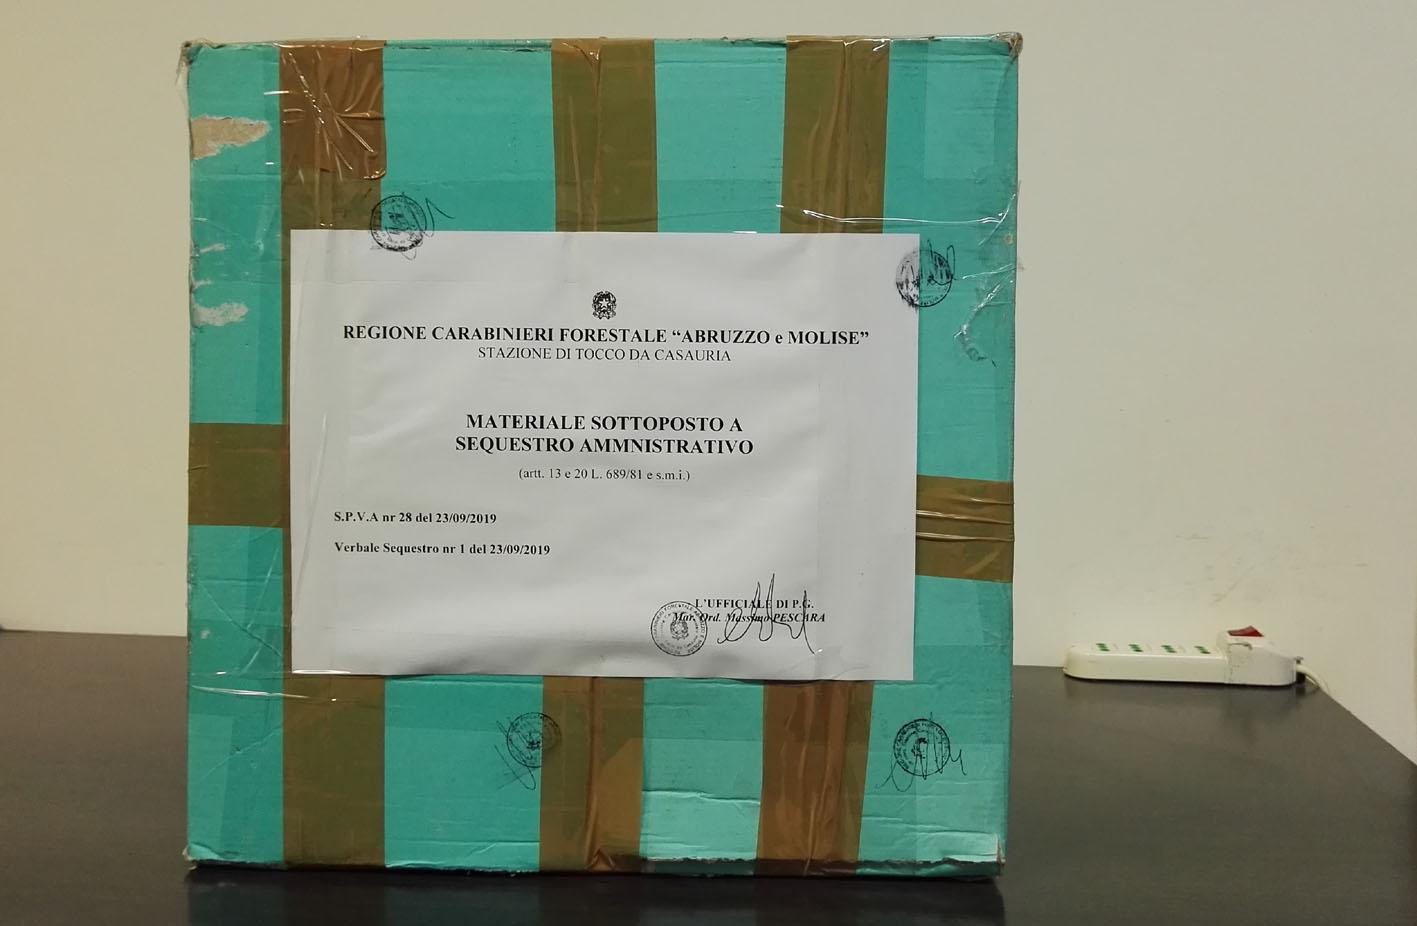 REGIONE CARABINIERI FORESTALE “ABRUZZO e MOLISE”
STAZIONE DI TOCCO DA CASAURIA
MATERIALE SOTTOPOSTO A
SEQUESTRO AMMNISTRATIVO
(artt. 13 e 20 L. 689/81 e s.m.i.)
S.P.V.A nr 28 del 23/09/2019
Verbale Sequestro nr 1 del 23/09/2019
L’UFFICIALE DI P.G.
Mar. Ord. Massimo PESCARA